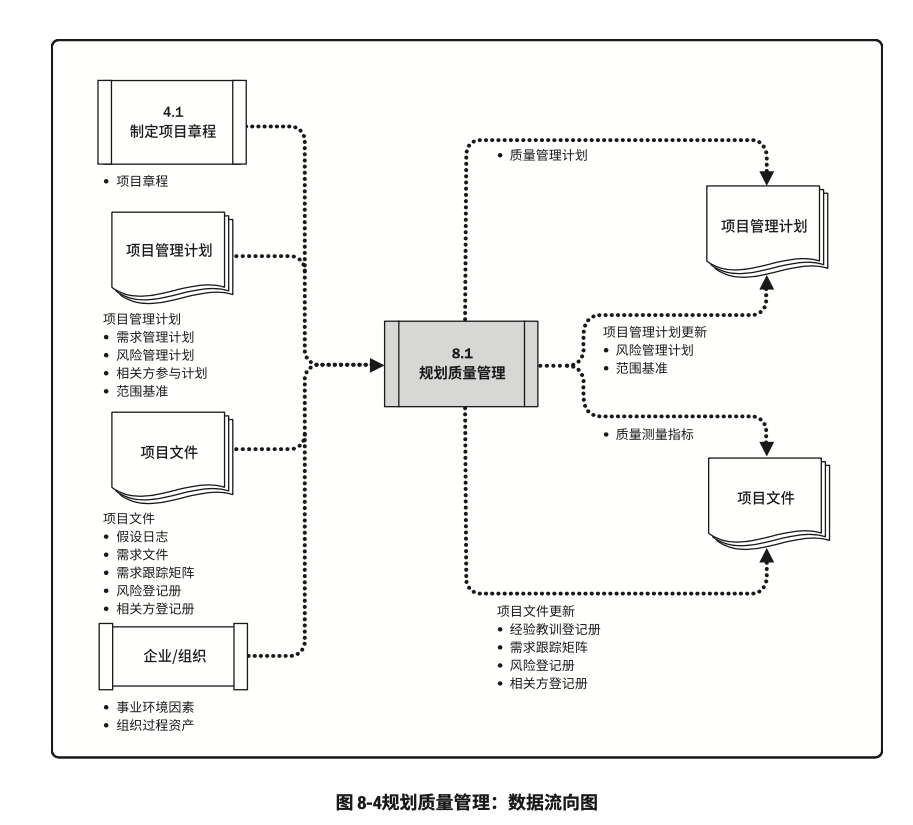 4.1
制定项目章程
• 项目章程
项目管理计划
项目管理计划
• 需求管理计划
• 风险管理计划
• 相关方参与计划
• 范围基准
项目文件
项目文件
• 假设日志
• 需求文件
• 需求跟踪矩阵
• 风险登记册
• 相关方登记册
企业/组织
• 事业环境因素
• 组织过程资产
8.1
规划质量管理
• 质量管理计划
项目管理计划
项目管理计划更新
• 风险管理计划
• 范围基准
• 质量测量指标
项目文件
项目文件更新
• 经验教训登记册
• 需求跟踪矩阵
• 风险登记册
• 相关方登记册
图 8-4规划质量管理：数据流向图